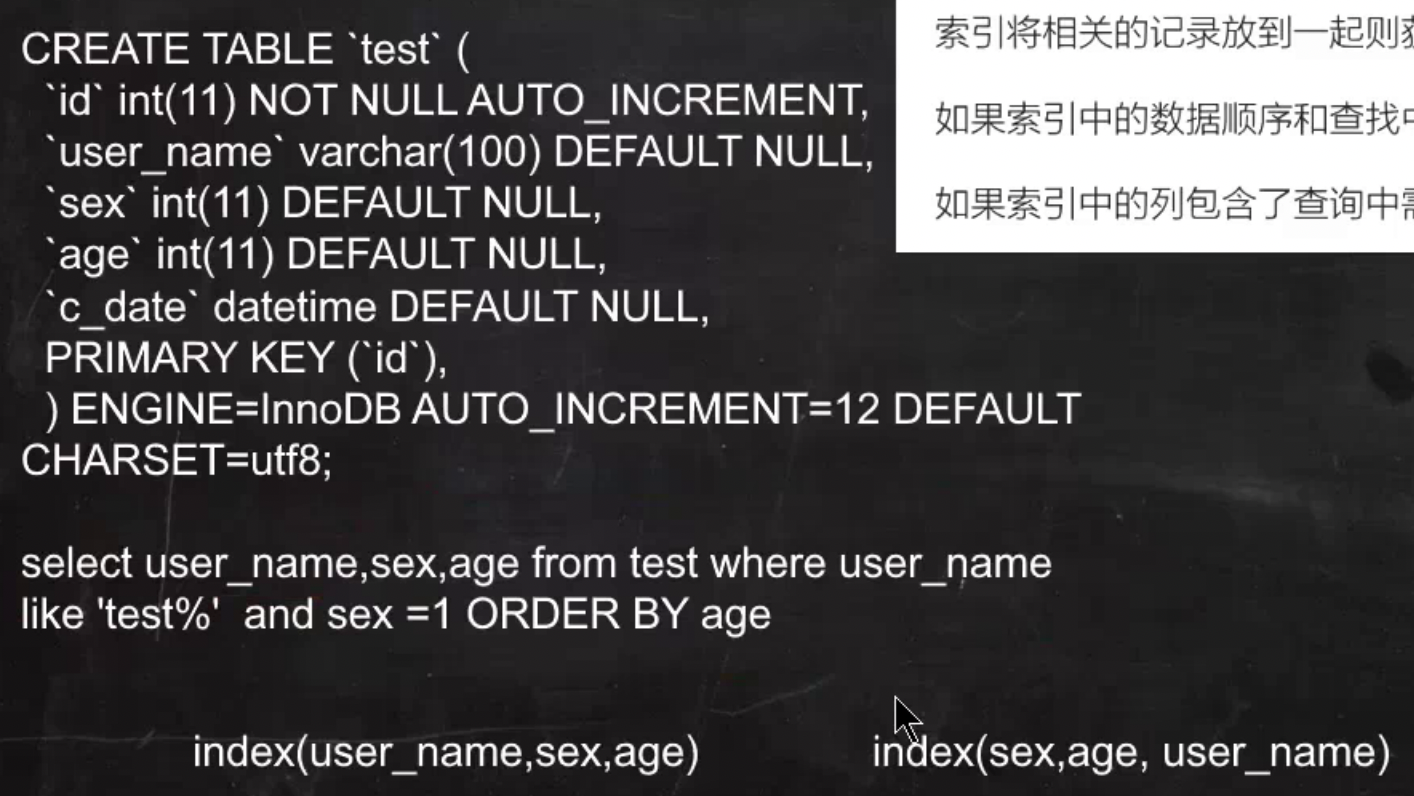 CREATE TABLE `test` (
`id` int(11) NOT NULL AUTO_INCREMENT,
`user_name` varchar(100) DEFAULT NULL,
`sex` int(11) DEFAULT NULL,
`age` int(11) DEFAULT NULL,
`c_date` datetime DEFAULT NULL,
PRIMARY KEY (`id`),
) ENGINE=InnoDB AUTO_INCREMENT=12 DEFAULT
CHARSET=utf8;
select user_name,sex,age from test where user_name
like 'test%'  and sex =1 ORDER BY age
index(user_name,sex,age)
index(sex,age, user_name)
索引将相关的记录放到一起则
如果索引中的数据顺序和查找
如果索引中的列包含了查询中